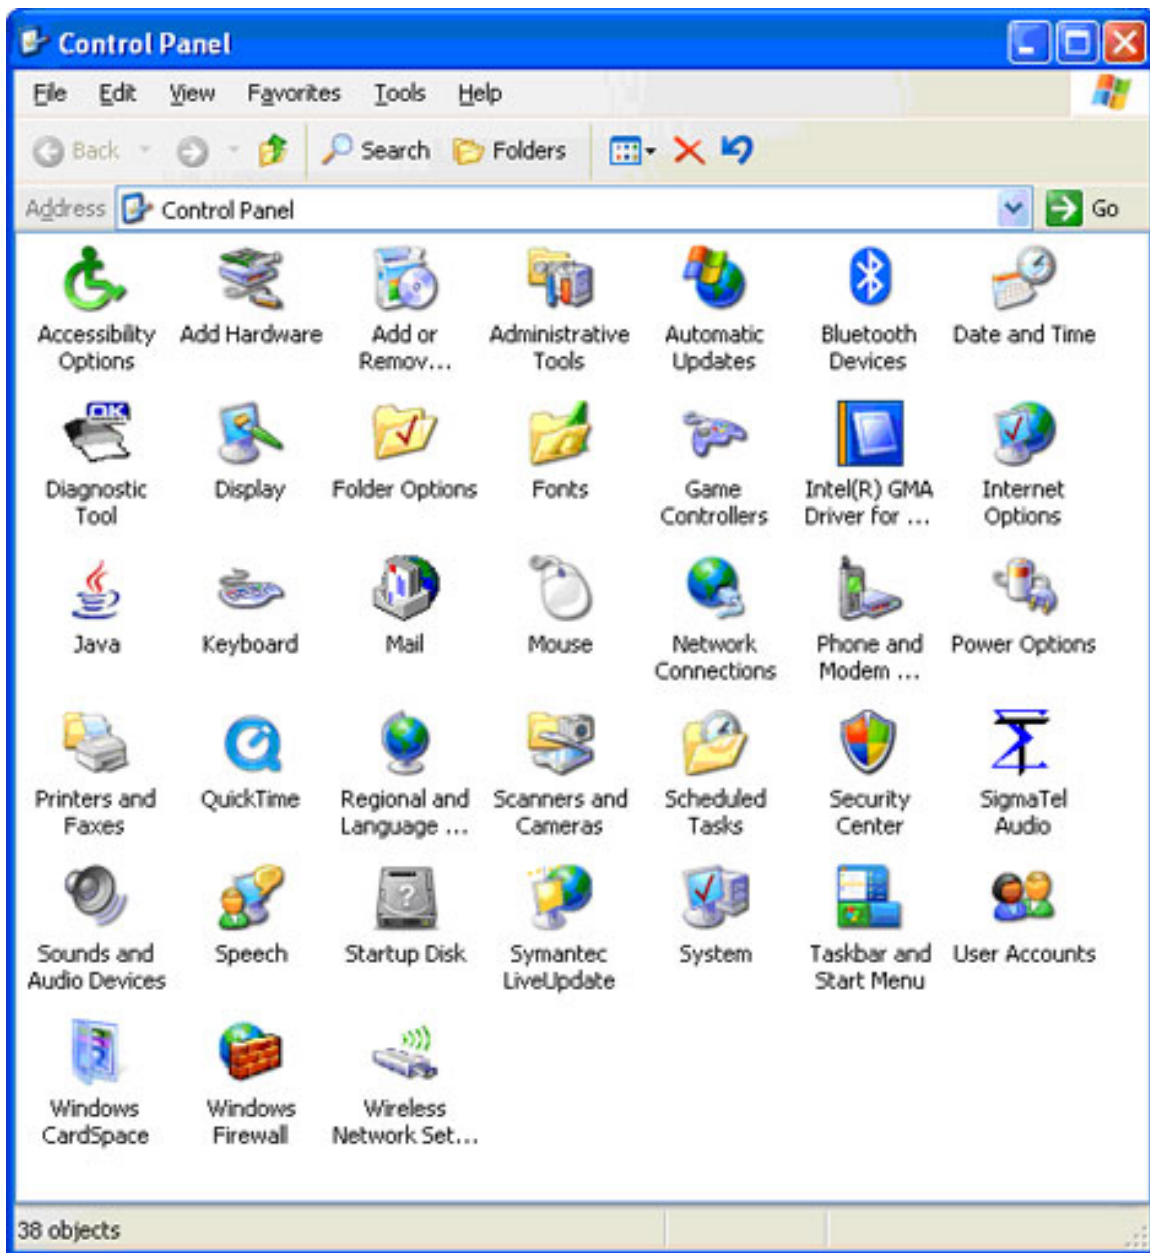 Control Panel
File Edit View Favorites Tools Help
Back Search Folders
Address Control Panel Go
Accessibility Options
Add Hardware
Add or Remov...
Administrative Tools
Automatic Updates
Bluetooth Devices
Date and Time
OK
Diagnostic Tool
Display
Folder Options
Fonts
Game Controllers
Intel(R) GMA Driver for ...
Internet Options
Java
Keyboard
Mail
Mouse
Network Connections
Phone and Modem ...
Power Options
Printers and Faxes
QuickTime
Regional and Language ...
Scanners and Cameras
Scheduled Tasks
Security Center
SigmaTel Audio
Sounds and Audio Devices
Speech
?
Startup Disk
Symantec LiveUpdate
System
Taskbar and Start Menu
User Accounts
Windows CardSpace
Windows Firewall
Wireless Network Set...
38 objects